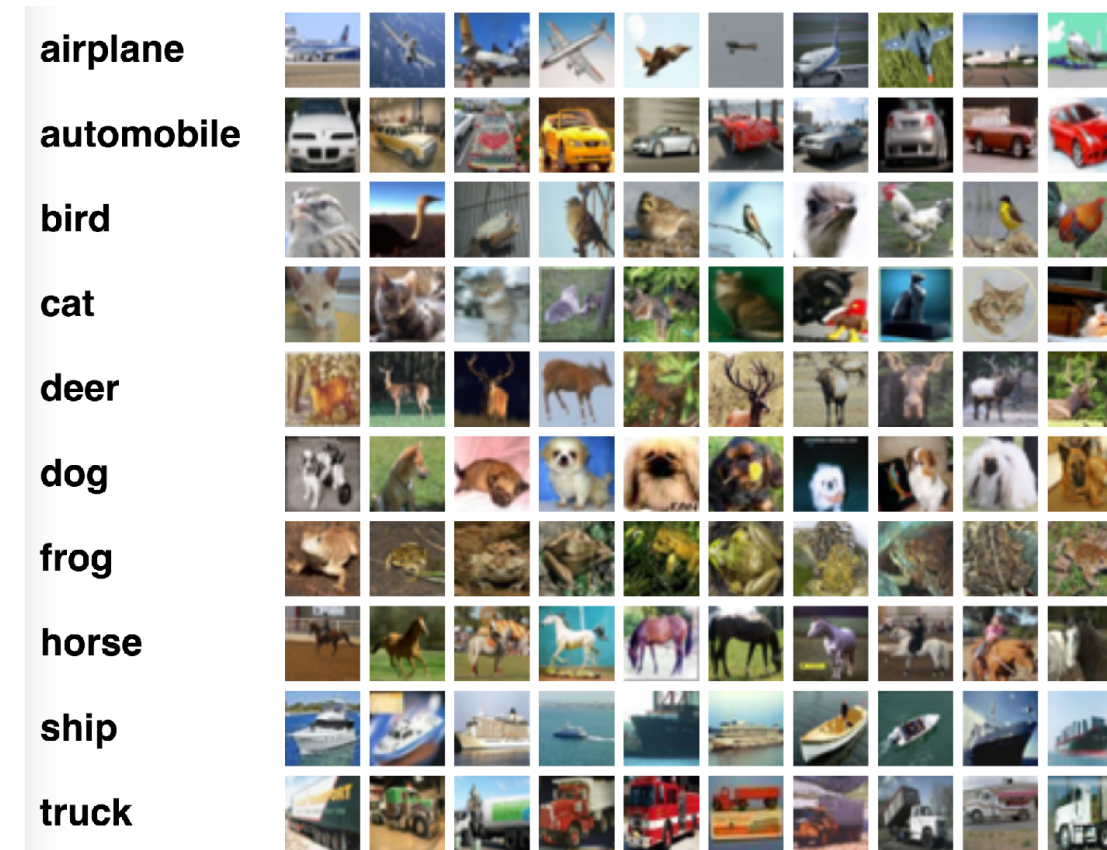 airplane
automobile
bird
cat
deer
dog
frog
horse
ship
truck